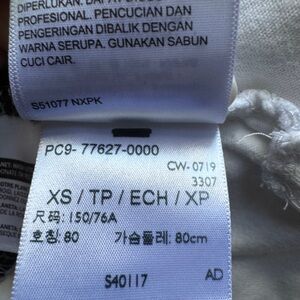 DIPERLUKAN.
PROFESIONAL. PENCUCIAN DAN
PENGERINGAN DIBALIK DENGAN
WARNA SERUPA. GUNAKAN SABUN
CUCI CAIR.
S51077 NXPK
PC9- 77627-0000
CW- 0719
3307
XS / TP / ECH / XP
尺码: 150/76A
호칭: 80 가슴둘레: 80cm
S40117 AD